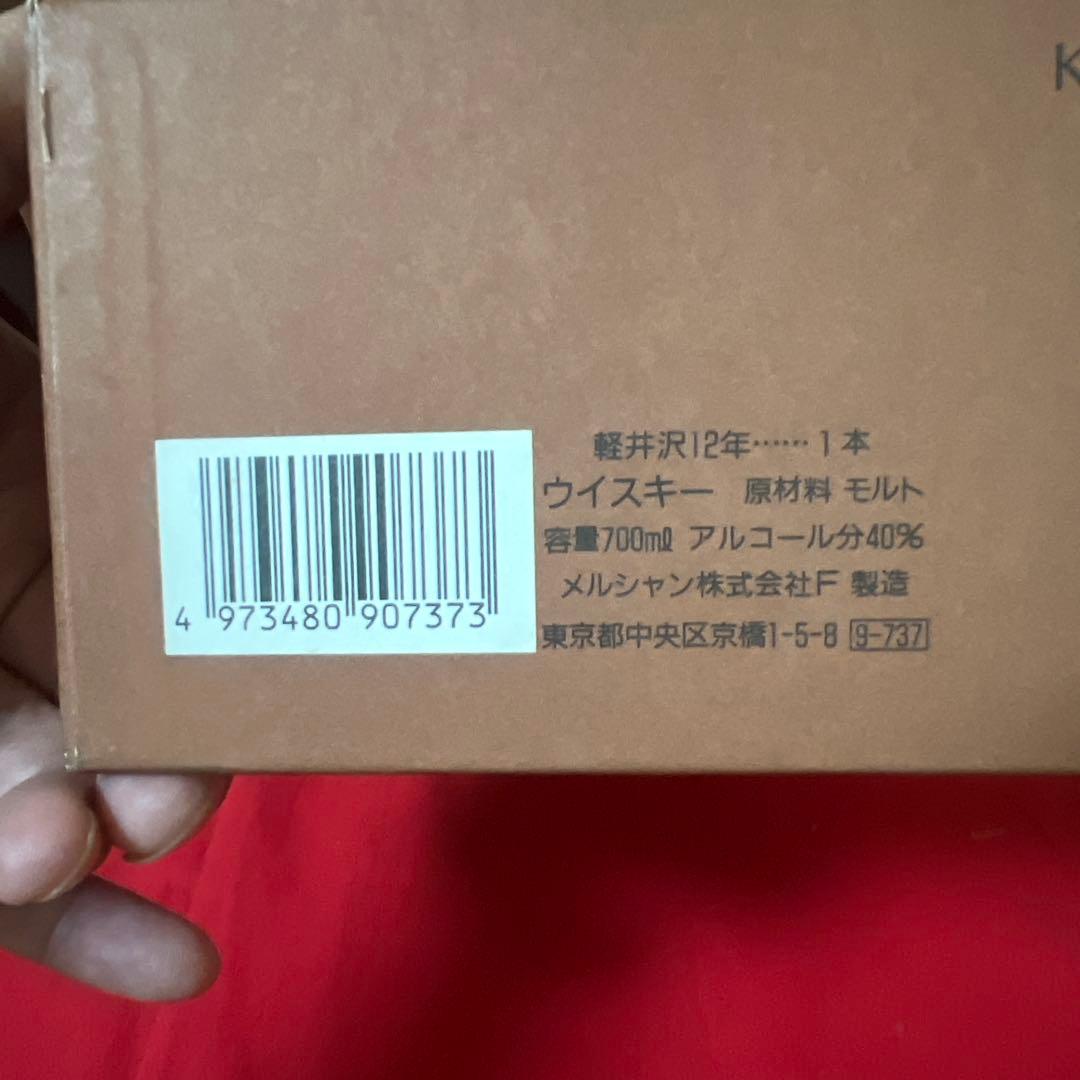 K
軽井沢12年……1本
ウイスキー 原材料 モルト
容量700ml アルコール分40%
メルシャン株式会社F 製造
東京都中央区京橋1-5-8 9-737
4 973480 907373